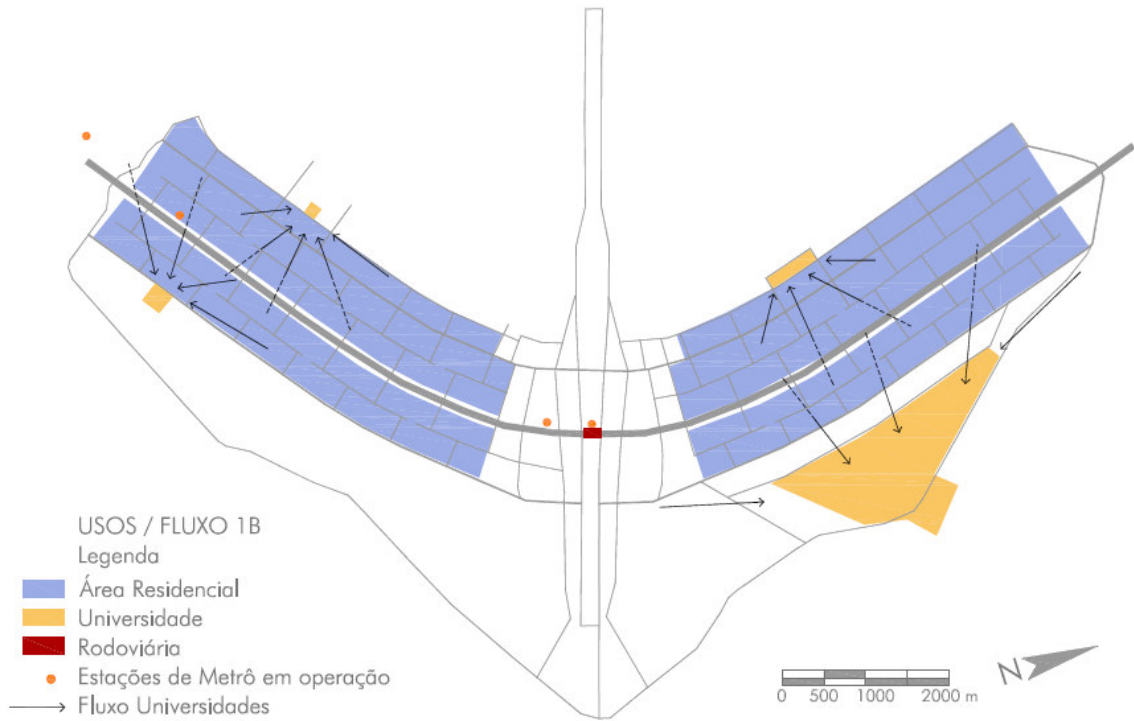 USOS / FLUXO 1B
Legenda
Área Residencial
Universidade
Rodoviária
Estações de Metrô em operação
Fluxo Universidades
0 500 1000 2000 m
N